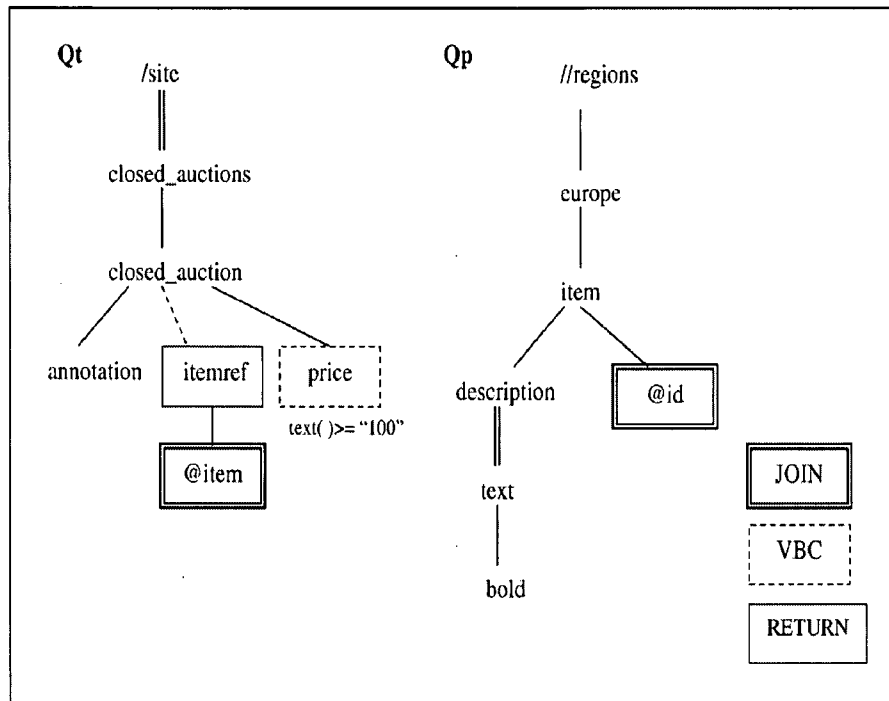 Qt
/site
closed_auctions
closed_auction
annotation
itemref
price
text( )>= “100”
@item
Qp
//regions
europe
item
description
@id
text
bold
JOIN
VBC
RETURN